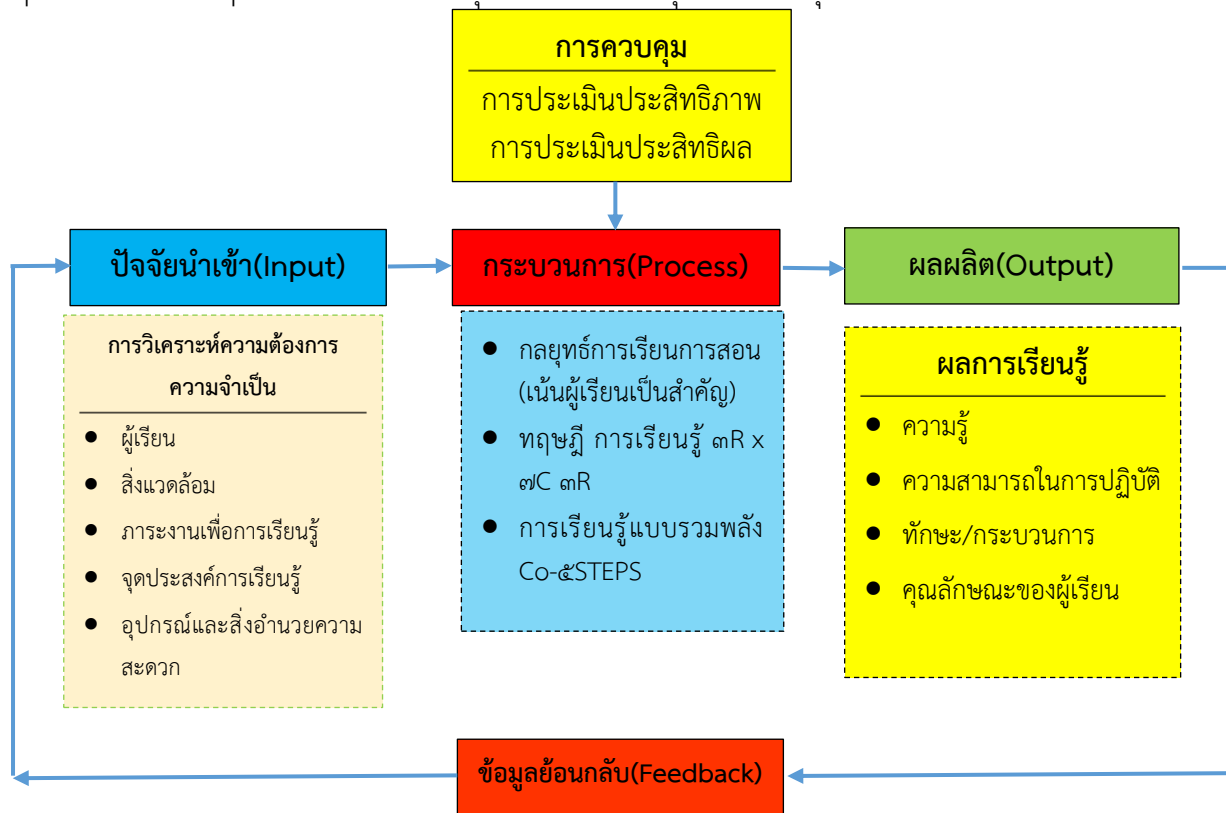 การควบคุม
การประเมินประสิทธิภาพ
การประเมินประสิทธิผล
ปัจจัยนำเข้า(Input)
กระบวนการ(Process)
ผลผลิต(Output)
การวิเคราะห์ความต้องการ
ความจำเป็น
● ผู้เรียน
● สิ่งแวดล้อม
● ภาระงานเพื่อการเรียนรู้
● จุดประสงค์การเรียนรู้
● อุปกรณ์และสิ่งอำนวยความ
สะดวก
● กลยุทธ์การเรียนการสอน
(เน้นผู้เรียนเป็นสำคัญ)
● ทฤษฎี การเรียนรู้ ๓R x
๗C ๓R
● การเรียนรู้แบบรวมพลัง
Co-๕STEPS
ผลการเรียนรู้
● ความรู้
● ความสามารถในการปฏิบัติ
● ทักษะ/กระบวนการ
● คุณลักษณะของผู้เรียน
ข้อมูลย้อนกลับ(Feedback)